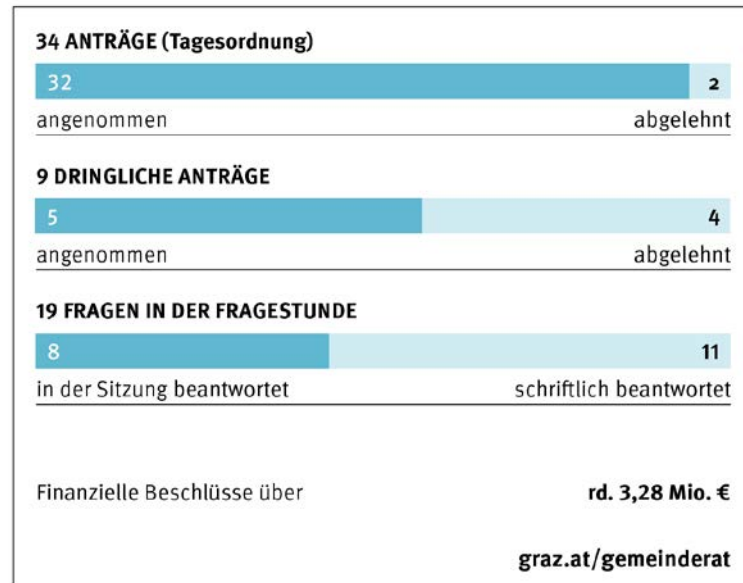 34 ANTRÄGE (Tagesordnung)
32 2
angenommen abgelehnt
9 DRINGLICHE ANTRÄGE
5 4
angenommen abgelehnt
19 FRAGEN IN DER FRAGESTUNDE
8 11
in der Sitzung beantwortet schriftlich beantwortet
Finanzielle Beschlüsse über rd. 3,28 Mio. €
graz.at/gemeinderat